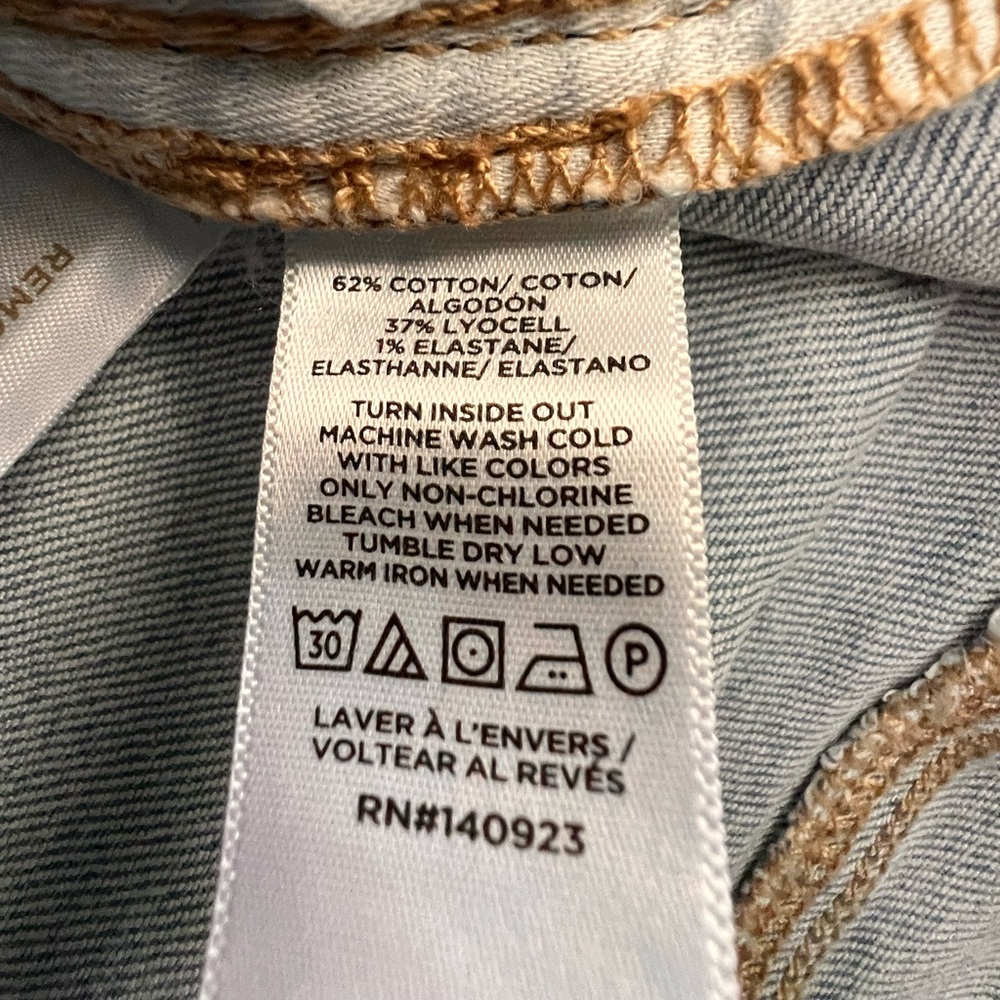 62% COTTON/ COTON/
ALGODÓN
37% LYOCELL
1% ELASTANE/
ELASTHANNE/ ELASTANO
TURN INSIDE OUT
MACHINE WASH COLD
WITH LIKE COLORS
ONLY NON-CHLORINE
BLEACH WHEN NEEDED
TUMBLE DRY LOW
WARM IRON WHEN NEEDED
30 P
LAVER À L'ENVERS /
VOLTEAR AL REVÉS
RN#140923